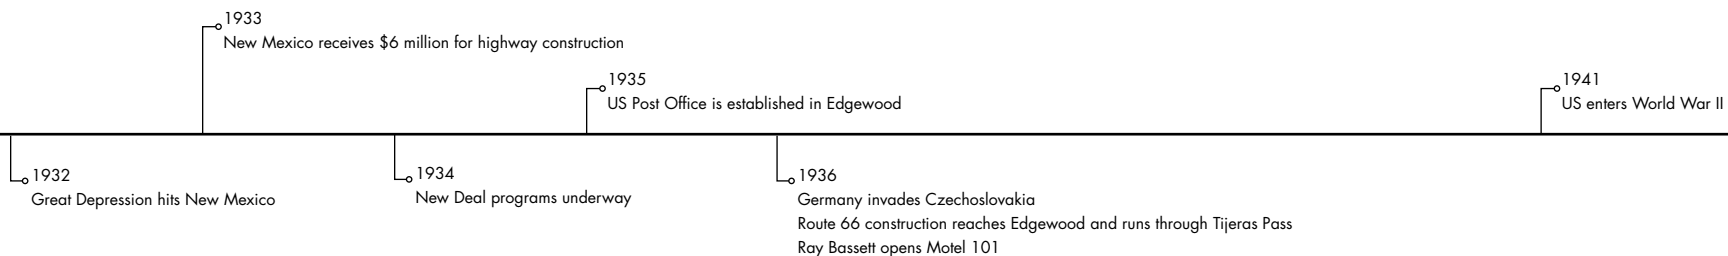 1933
New Mexico receives $6 million for highway construction
1935
US Post Office is established in Edgewood
1941
US enters World War II
1932
Great Depression hits New Mexico
1934
New Deal programs underway
1936
Germany invades Czechoslovakia
Route 66 construction reaches Edgewood and runs through Tijeras Pass
Ray Bassett opens Motel 101